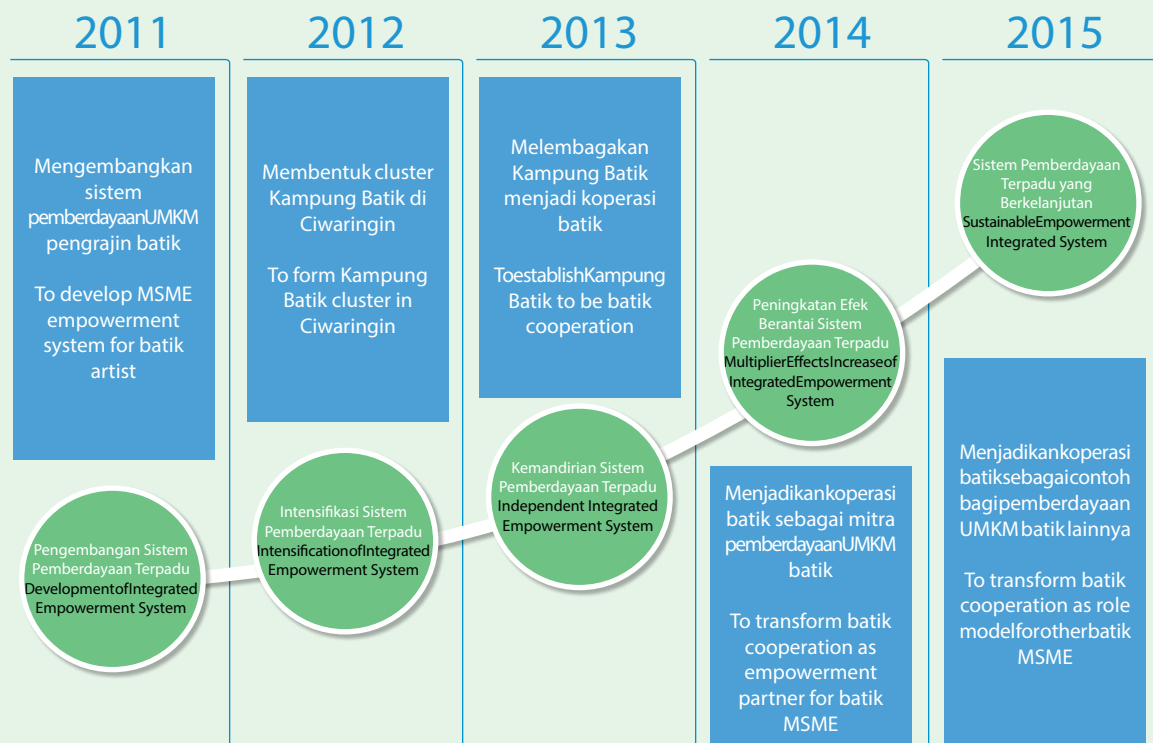 2011
2012
2013
2014
2015
Mengembangkan
sistem
pemberdayaanUMKM
pengrajin batik
To develop MSME
empowerment
system for batik
artist
Pengembangan Sistem
Pemberdayaan Terpadu
DevelopmentofIntegrated
Empowerment System
Membentuk cluster
Kampung Batik di
Ciwaringin
To form Kampung
Batik cluster in
Ciwaringin
Intensifikasi Sistem
Pemberdayaan Terpadu
IntensificationofIntegrated
Empowerment System
Melembagakan
Kampung Batik
menjadi koperasi
batik
ToestablishKampung
Batik to be batik
cooperation
Kemandirian Sistem
Pemberdayaan Terpadu
Independent Integrated
Empowerment System
Peningkatan Efek
Berantai Sistem
Pemberdayaan Terpadu
MultiplierEffectsIncreaseof
IntegratedEmpowerment
System
Menjadikankoperasi
batik sebagai mitra
pemberdayaanUMKM
batik
To transform batik
cooperation as
empowerment
partner for batik
MSME
Sistem Pemberdayaan
Terpadu yang
Berkelanjutan
SustainableEmpowerment
Integrated System
Menjadikankoperasi
batiksebagaicontoh
bagipemberdayaan
UMKM batik lainnya
To transform batik
cooperation as role
modelforotherbatik
MSME